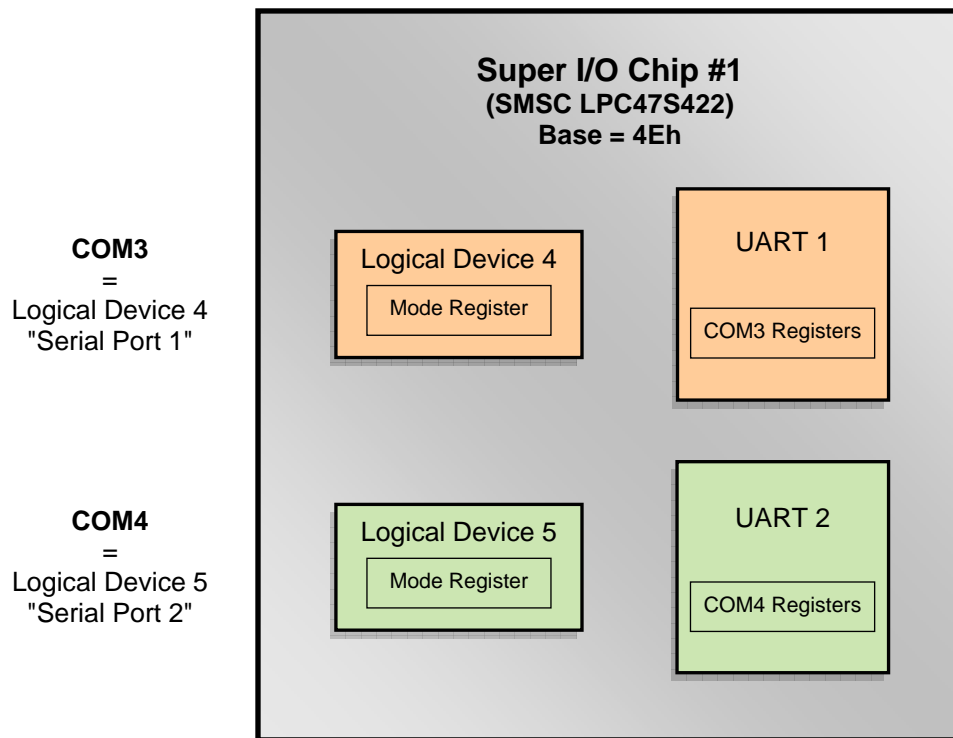 Super I/O Chip #1
(SMSC LPC47S422)
Base = 4Eh
COM3
=
Logical Device 4
"Serial Port 1"
Logical Device 4
Mode Register
UART 1
COM3 Registers
COM4
=
Logical Device 5
"Serial Port 2"
Logical Device 5
Mode Register
UART 2
COM4 Registers